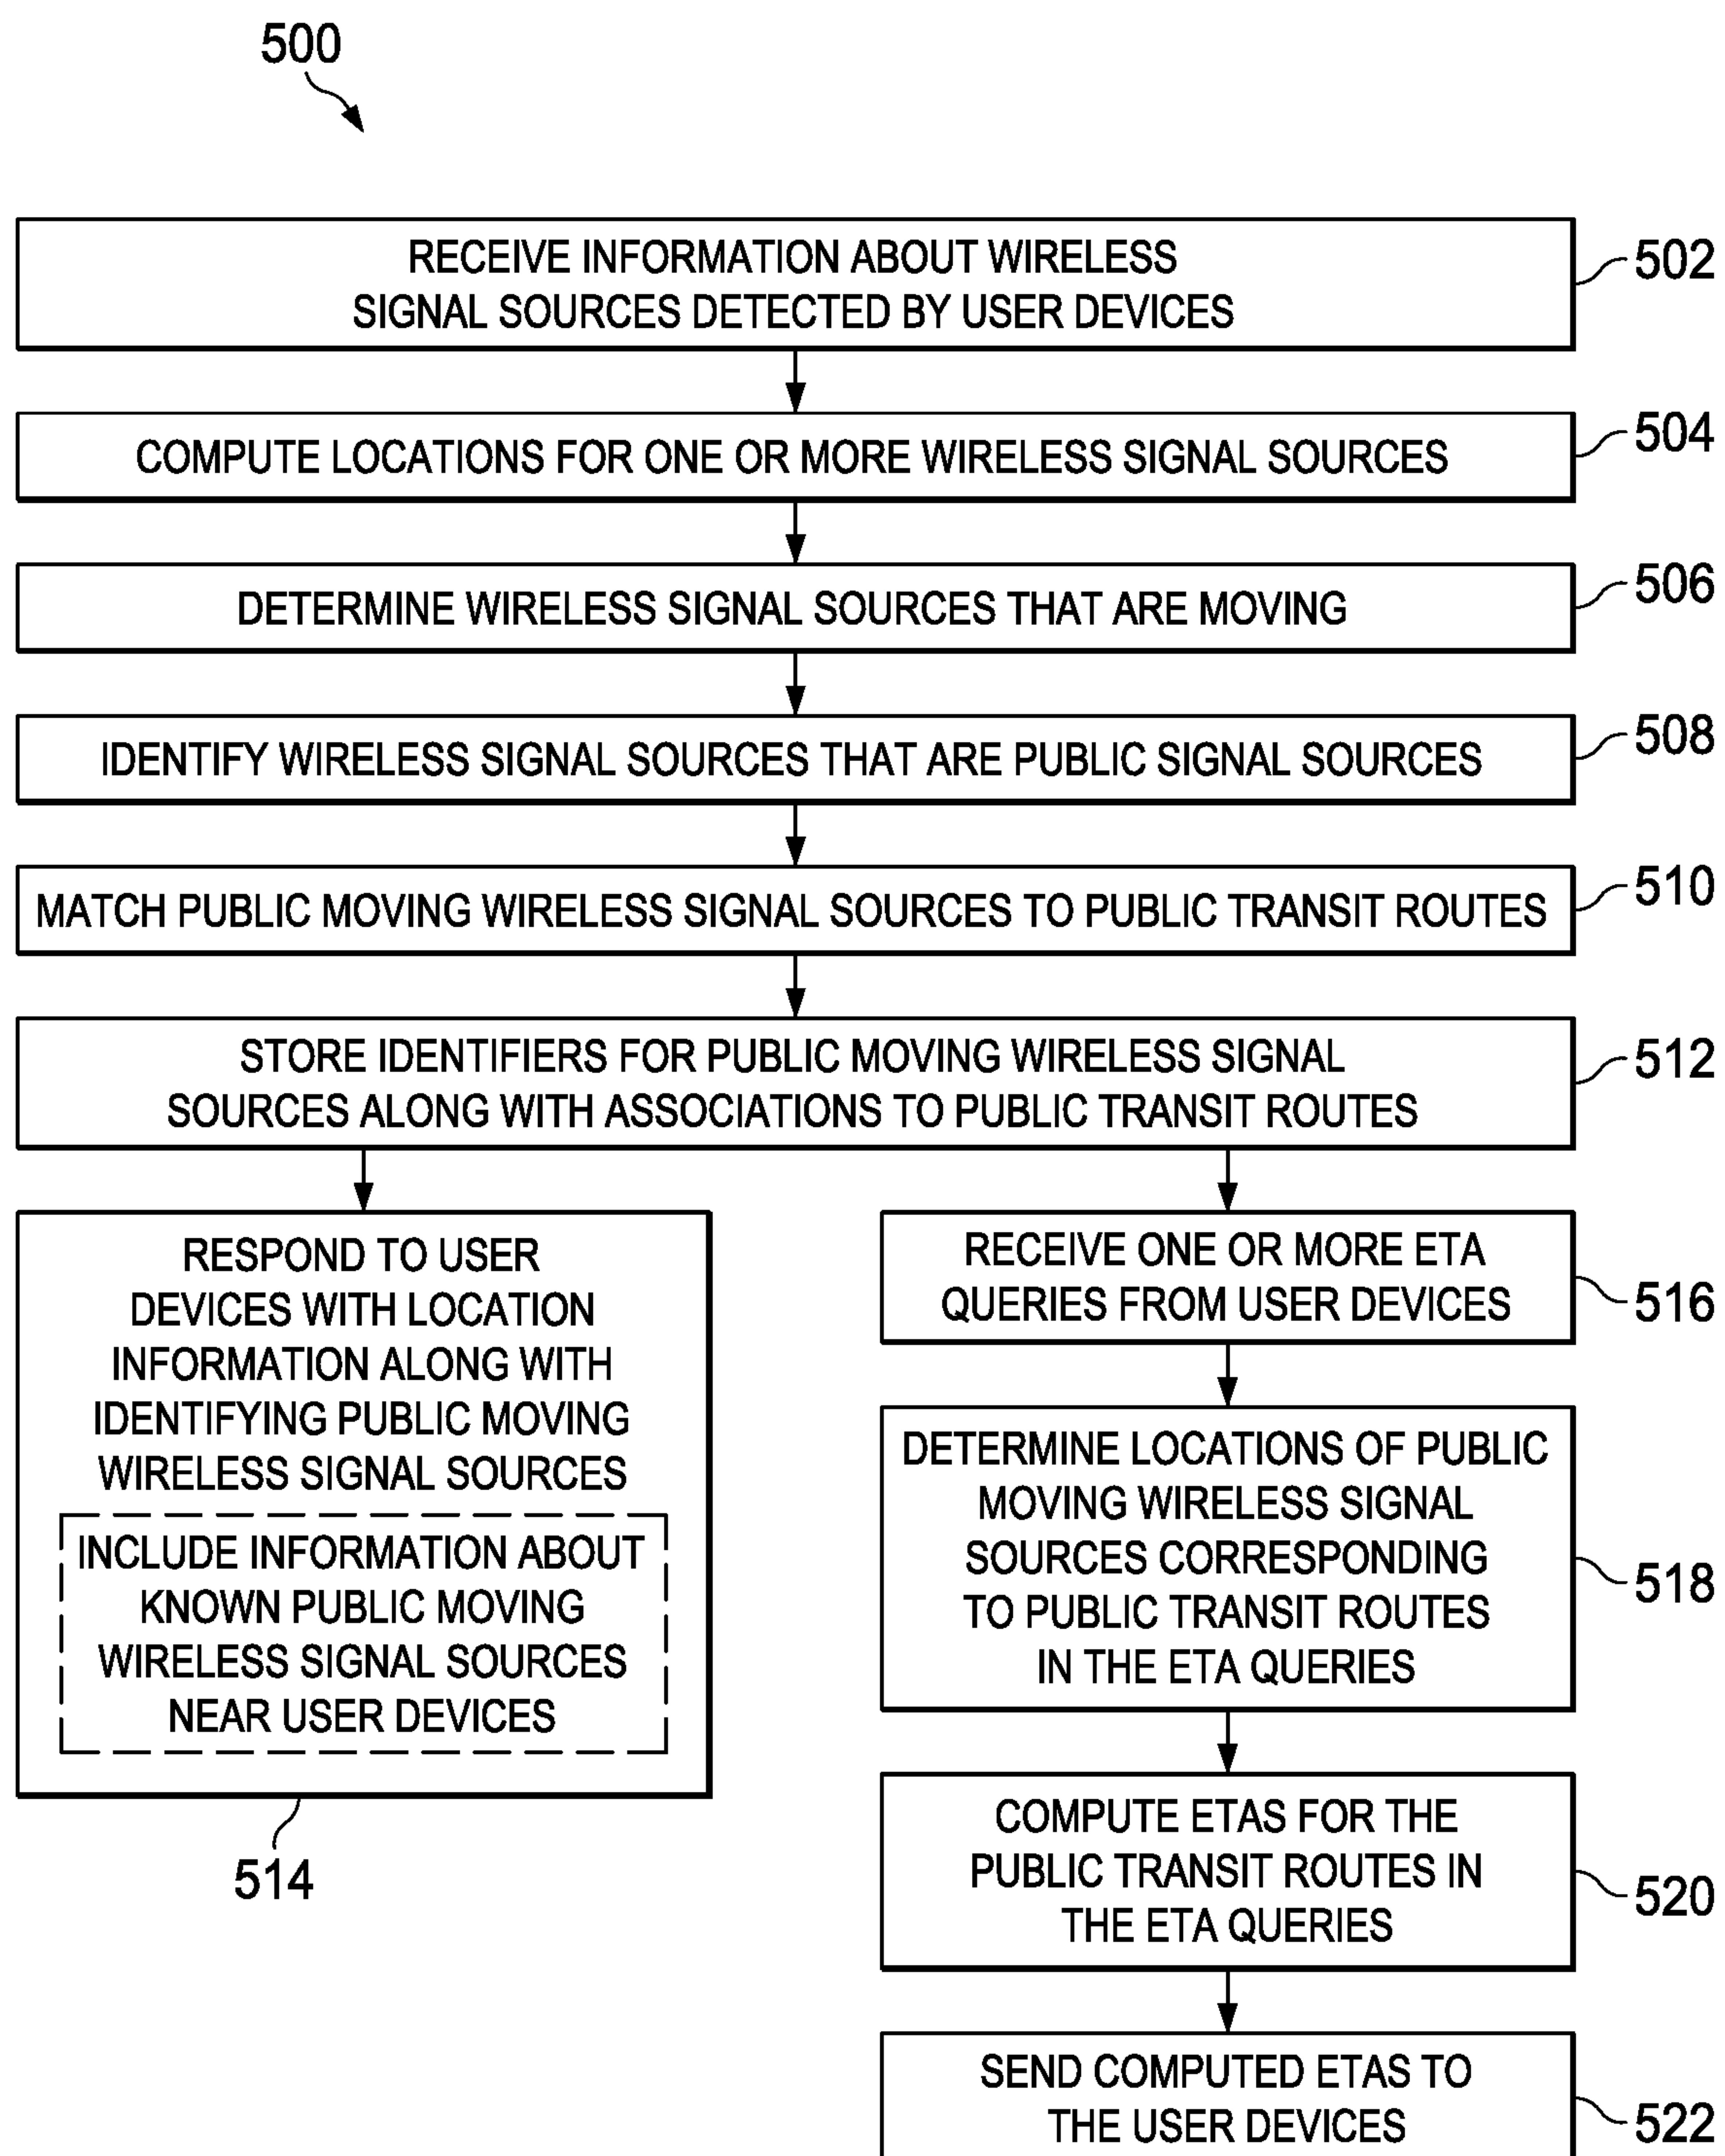 500
RECEIVE INFORMATION ABOUT WIRELESS
SIGNAL SOURCES DETECTED BY USER DEVICES
502
COMPUTE LOCATIONS FOR ONE OR MORE WIRELESS SIGNAL SOURCES
504
DETERMINE WIRELESS SIGNAL SOURCES THAT ARE MOVING
506
IDENTIFY WIRELESS SIGNAL SOURCES THAT ARE PUBLIC SIGNAL SOURCES
508
MATCH PUBLIC MOVING WIRELESS SIGNAL SOURCES TO PUBLIC TRANSIT ROUTES
510
STORE IDENTIFIERS FOR PUBLIC MOVING WIRELESS SIGNAL
SOURCES ALONG WITH ASSOCIATIONS TO PUBLIC TRANSIT ROUTES
512
RESPOND TO USER
DEVICES WITH LOCATION
INFORMATION ALONG WITH
IDENTIFYING PUBLIC MOVING
WIRELESS SIGNAL SOURCES
INCLUDE INFORMATION ABOUT
KNOWN PUBLIC MOVING
WIRELESS SIGNAL SOURCES
NEAR USER DEVICES
514
RECEIVE ONE OR MORE ETA
QUERIES FROM USER DEVICES
516
DETERMINE LOCATIONS OF PUBLIC
MOVING WIRELESS SIGNAL
SOURCES CORRESPONDING
TO PUBLIC TRANSIT ROUTES
IN THE ETA QUERIES
518
COMPUTE ETAS FOR THE
PUBLIC TRANSIT ROUTES IN
THE ETA QUERIES
520
SEND COMPUTED ETAS TO
THE USER DEVICES
522